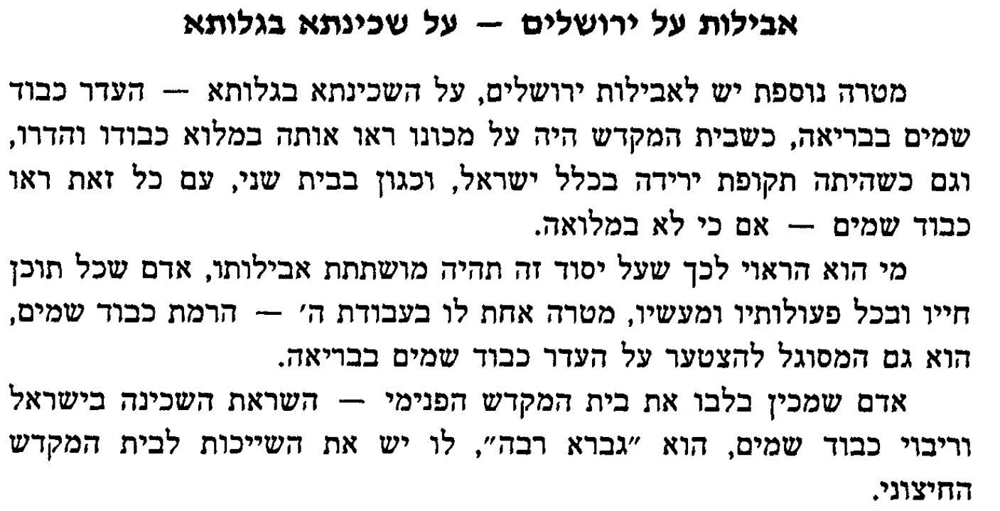 אבילות על ירושלים — על שכינתא בגלותא
מטרה נוספת יש לאבילות ירושלים, על השכינתא בגלותא — העדר כבוד
שמים בבריאה, כשבית המקדש היה על מכונו ראו אותה במלוא כבודו והדרו,
וגם כשהיתה תקופת ירידה בכלל ישראל, וכגון בבית שני, עם כל זאת ראו
כבוד שמים — אם כי לא במלואה.
מי הוא הראוי לכך שעל יסוד זה תהיה מושתתת אבילותו, אדם שכל תוכן
חייו ובכל פעולותיו ומעשיו, מטרה אחת לו בעבודת ה׳ — הרמת כבוד שמים,
הוא גם המסוגל להצטער על העדר כבוד שמים בבריאה.
אדם שמכין בלבו את בית המקדש הפנימי — השראת השכינה בישראל
וריבוי כבוד שמים, הוא ״גברא רבה״, לו יש את השייכות לבית המקדש
החיצוני.